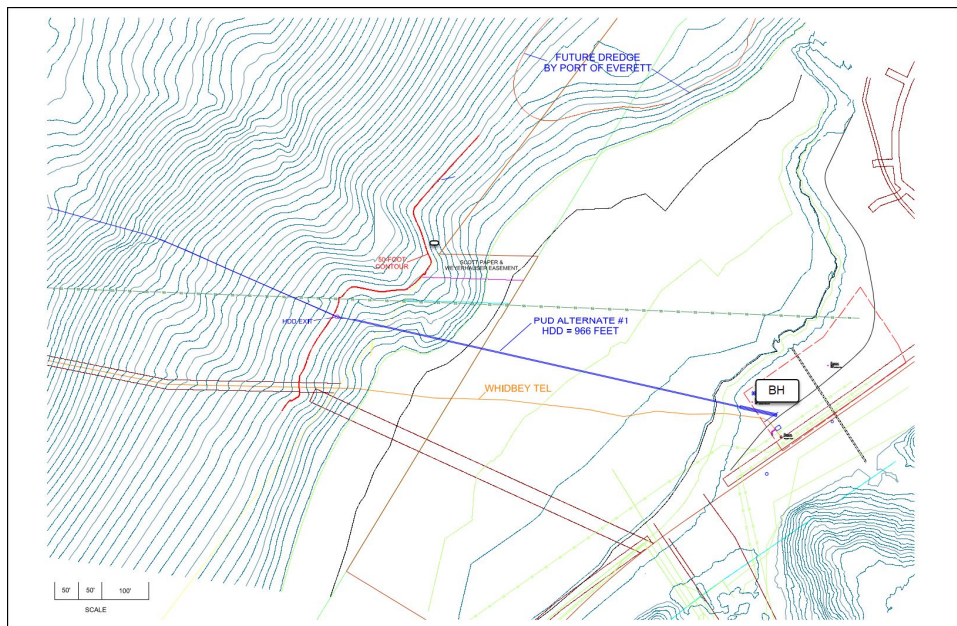 FUTURE DREDGE
BY PORT OF EVERETT
50-FOOT
CONTOUR
SCOTT PAPER &
WEYERHAUSER EASEMENT
HDD EXIT
PUD ALTERNATE #1
HDD = 966 FEET
WHIDBEY TEL
BH
50' 50' 100'
SCALE